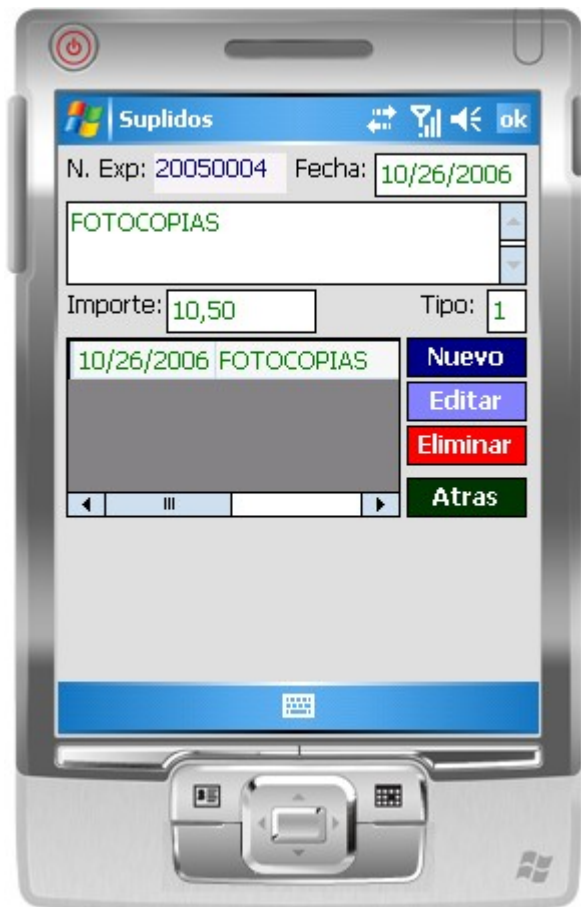 Suplidos ok
N. Exp: 20050004 Fecha: 10/26/2006
FOTOCOPIAS
Importe: 10,50 Tipo: 1
10/26/2006 FOTOCOPIAS
Nuevo
Editar
Eliminar
Atras